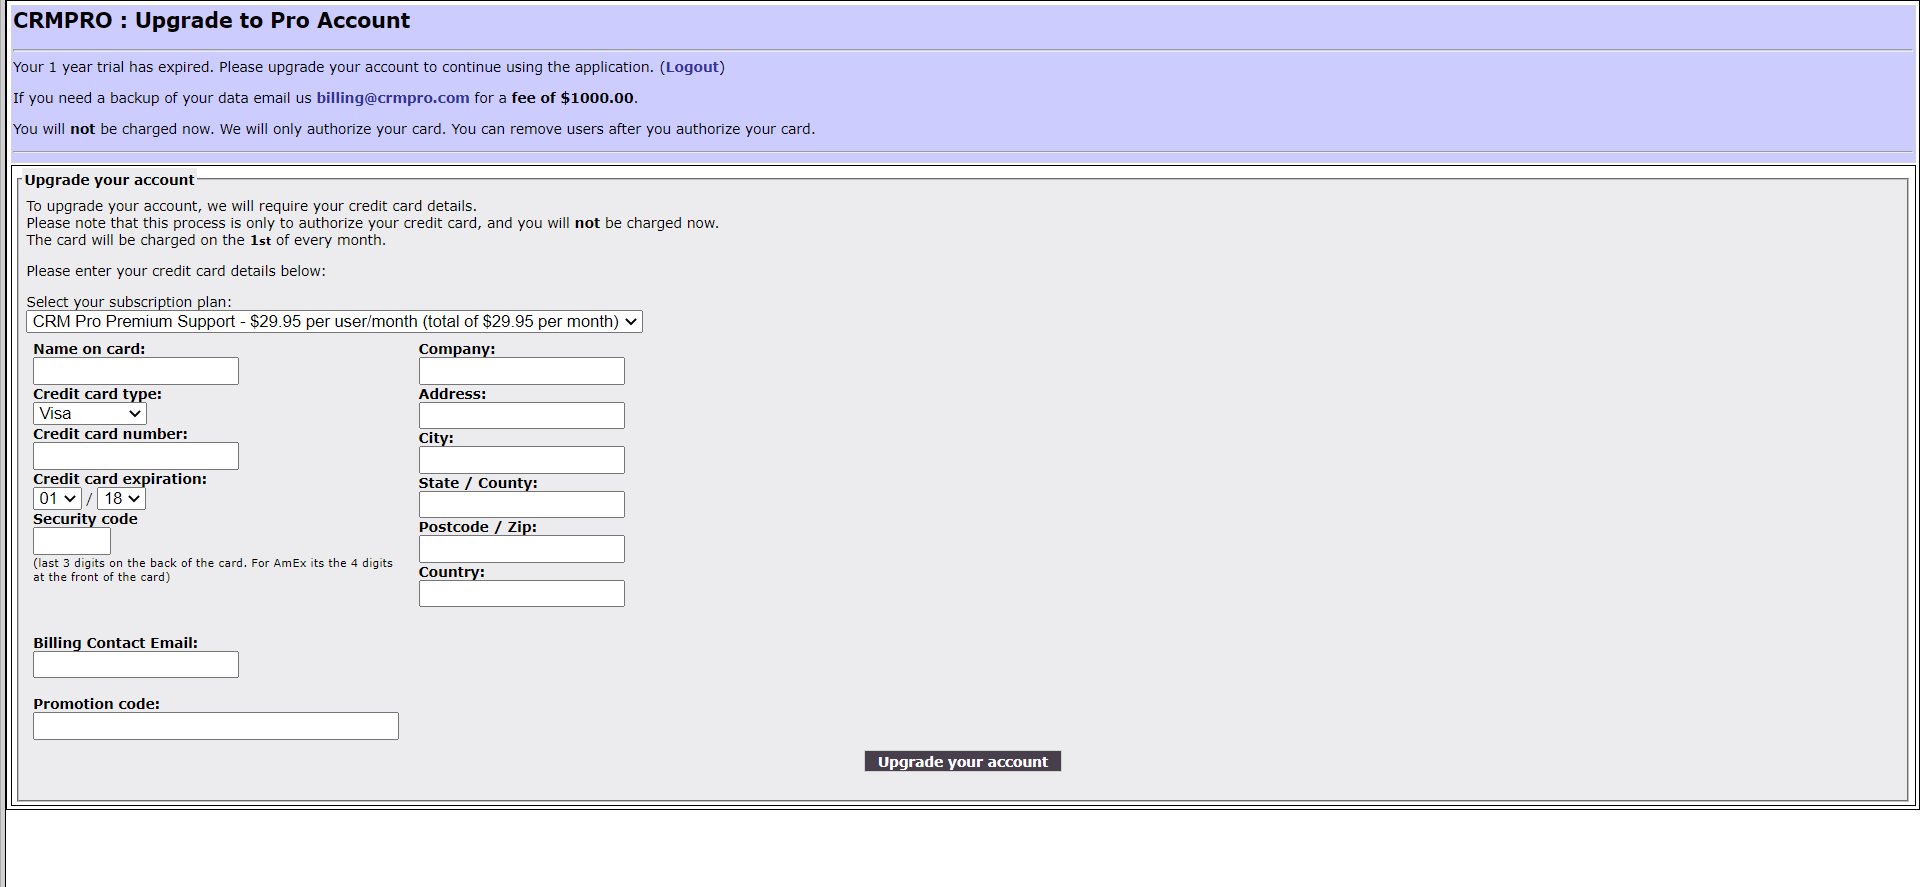 CRMPRO : Upgrade to Pro Account
Your 1 year trial has expired. Please upgrade your account to continue using the application. (Logout)
If you need a backup of your data email us billing@crmpro.com for a fee of $1000.00.
You will not be charged now. We will only authorize your card. You can remove users after you authorize your card.
Upgrade your account
To upgrade your account, we will require your credit card details.
Please note that this process is only to authorize your credit card, and you will not be charged now.
The card will be charged on the 1st of every month.
Please enter your credit card details below:
Select your subscription plan:
CRM Pro Premium Support - $29.95 per user/month (total of $29.95 per month)
Name on card:
Credit card type:
Visa
Credit card number:
Credit card expiration:
01 / 18
Security code
(last 3 digits on the back of the card. For AmEx its the 4 digits
at the front of the card)
Company:
Address:
City:
State / County:
Postcode / Zip:
Country:
Billing Contact Email:
Promotion code:
Upgrade your account